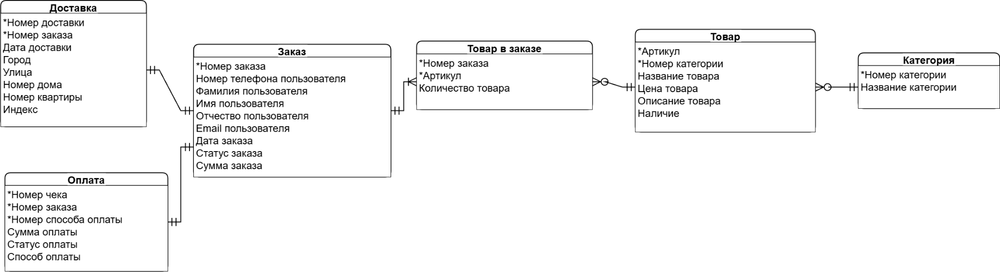 Доставка
*Номер доставки
*Номер заказа
Дата доставки
Город
Улица
Номер дома
Номер квартиры
Индекс
Заказ
*Номер заказа
Номер телефона пользователя
Фамилия пользователя
Имя пользователя
Отчество пользователя
Email пользователя
Дата заказа
Статус заказа
Сумма заказа
Товар в заказе
*Номер заказа
*Артикул
Количество товара
Товар
*Артикул
*Номер категории
Название товара
Цена товара
Описание товара
Наличие
Категория
*Номер категории
Название категории
Оплата
*Номер чека
*Номер заказа
*Номер способа оплаты
Сумма оплаты
Статус оплаты
Способ оплаты